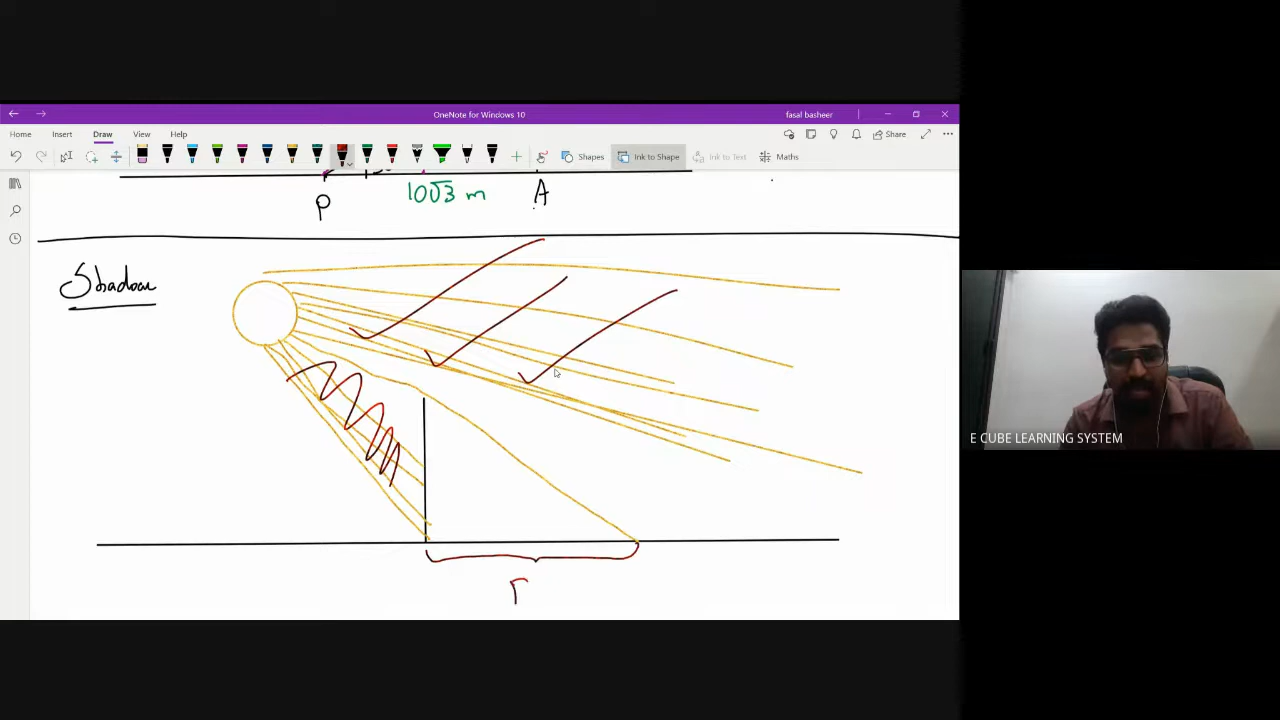 OneNote for Windows 10
fasal basheer
Home Insert Draw View Help
Share
Shapes Ink to Shape Ink to Text Maths
10√3 m
P A
Shadow
E CUBE LEARNING SYSTEM